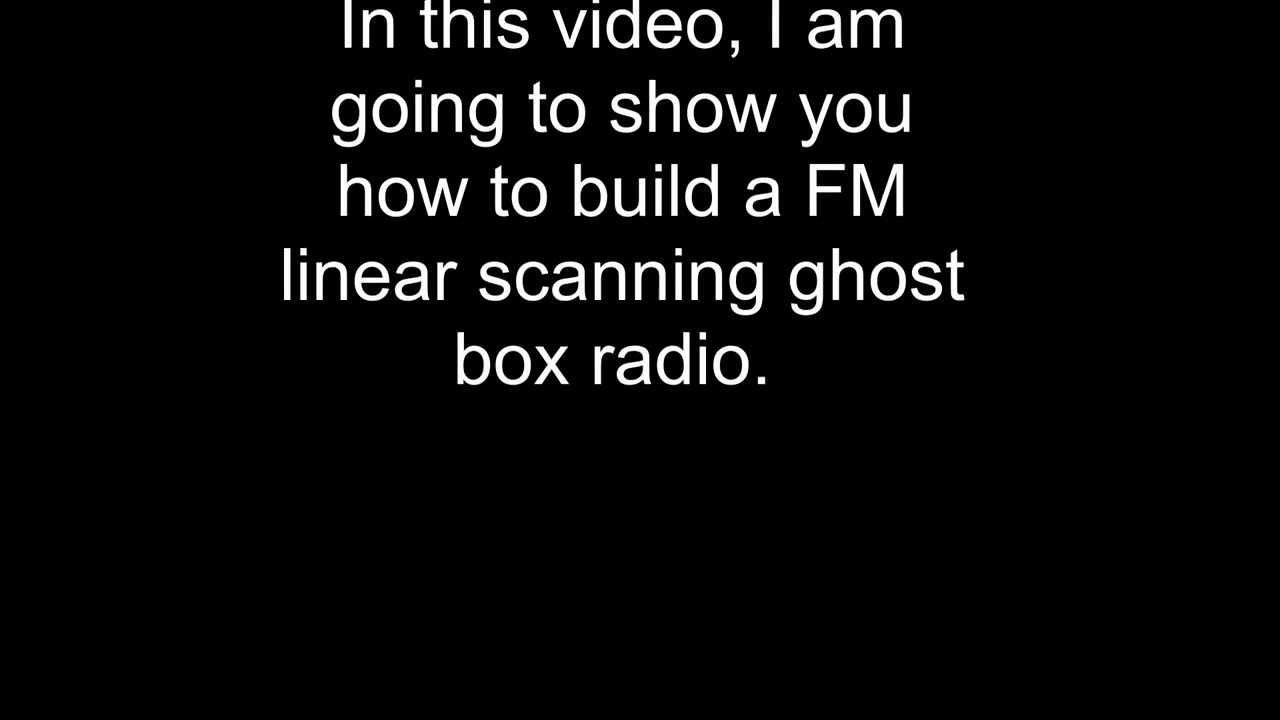 In this video, I am
going to show you
how to build a FM
linear scanning ghost
box radio.